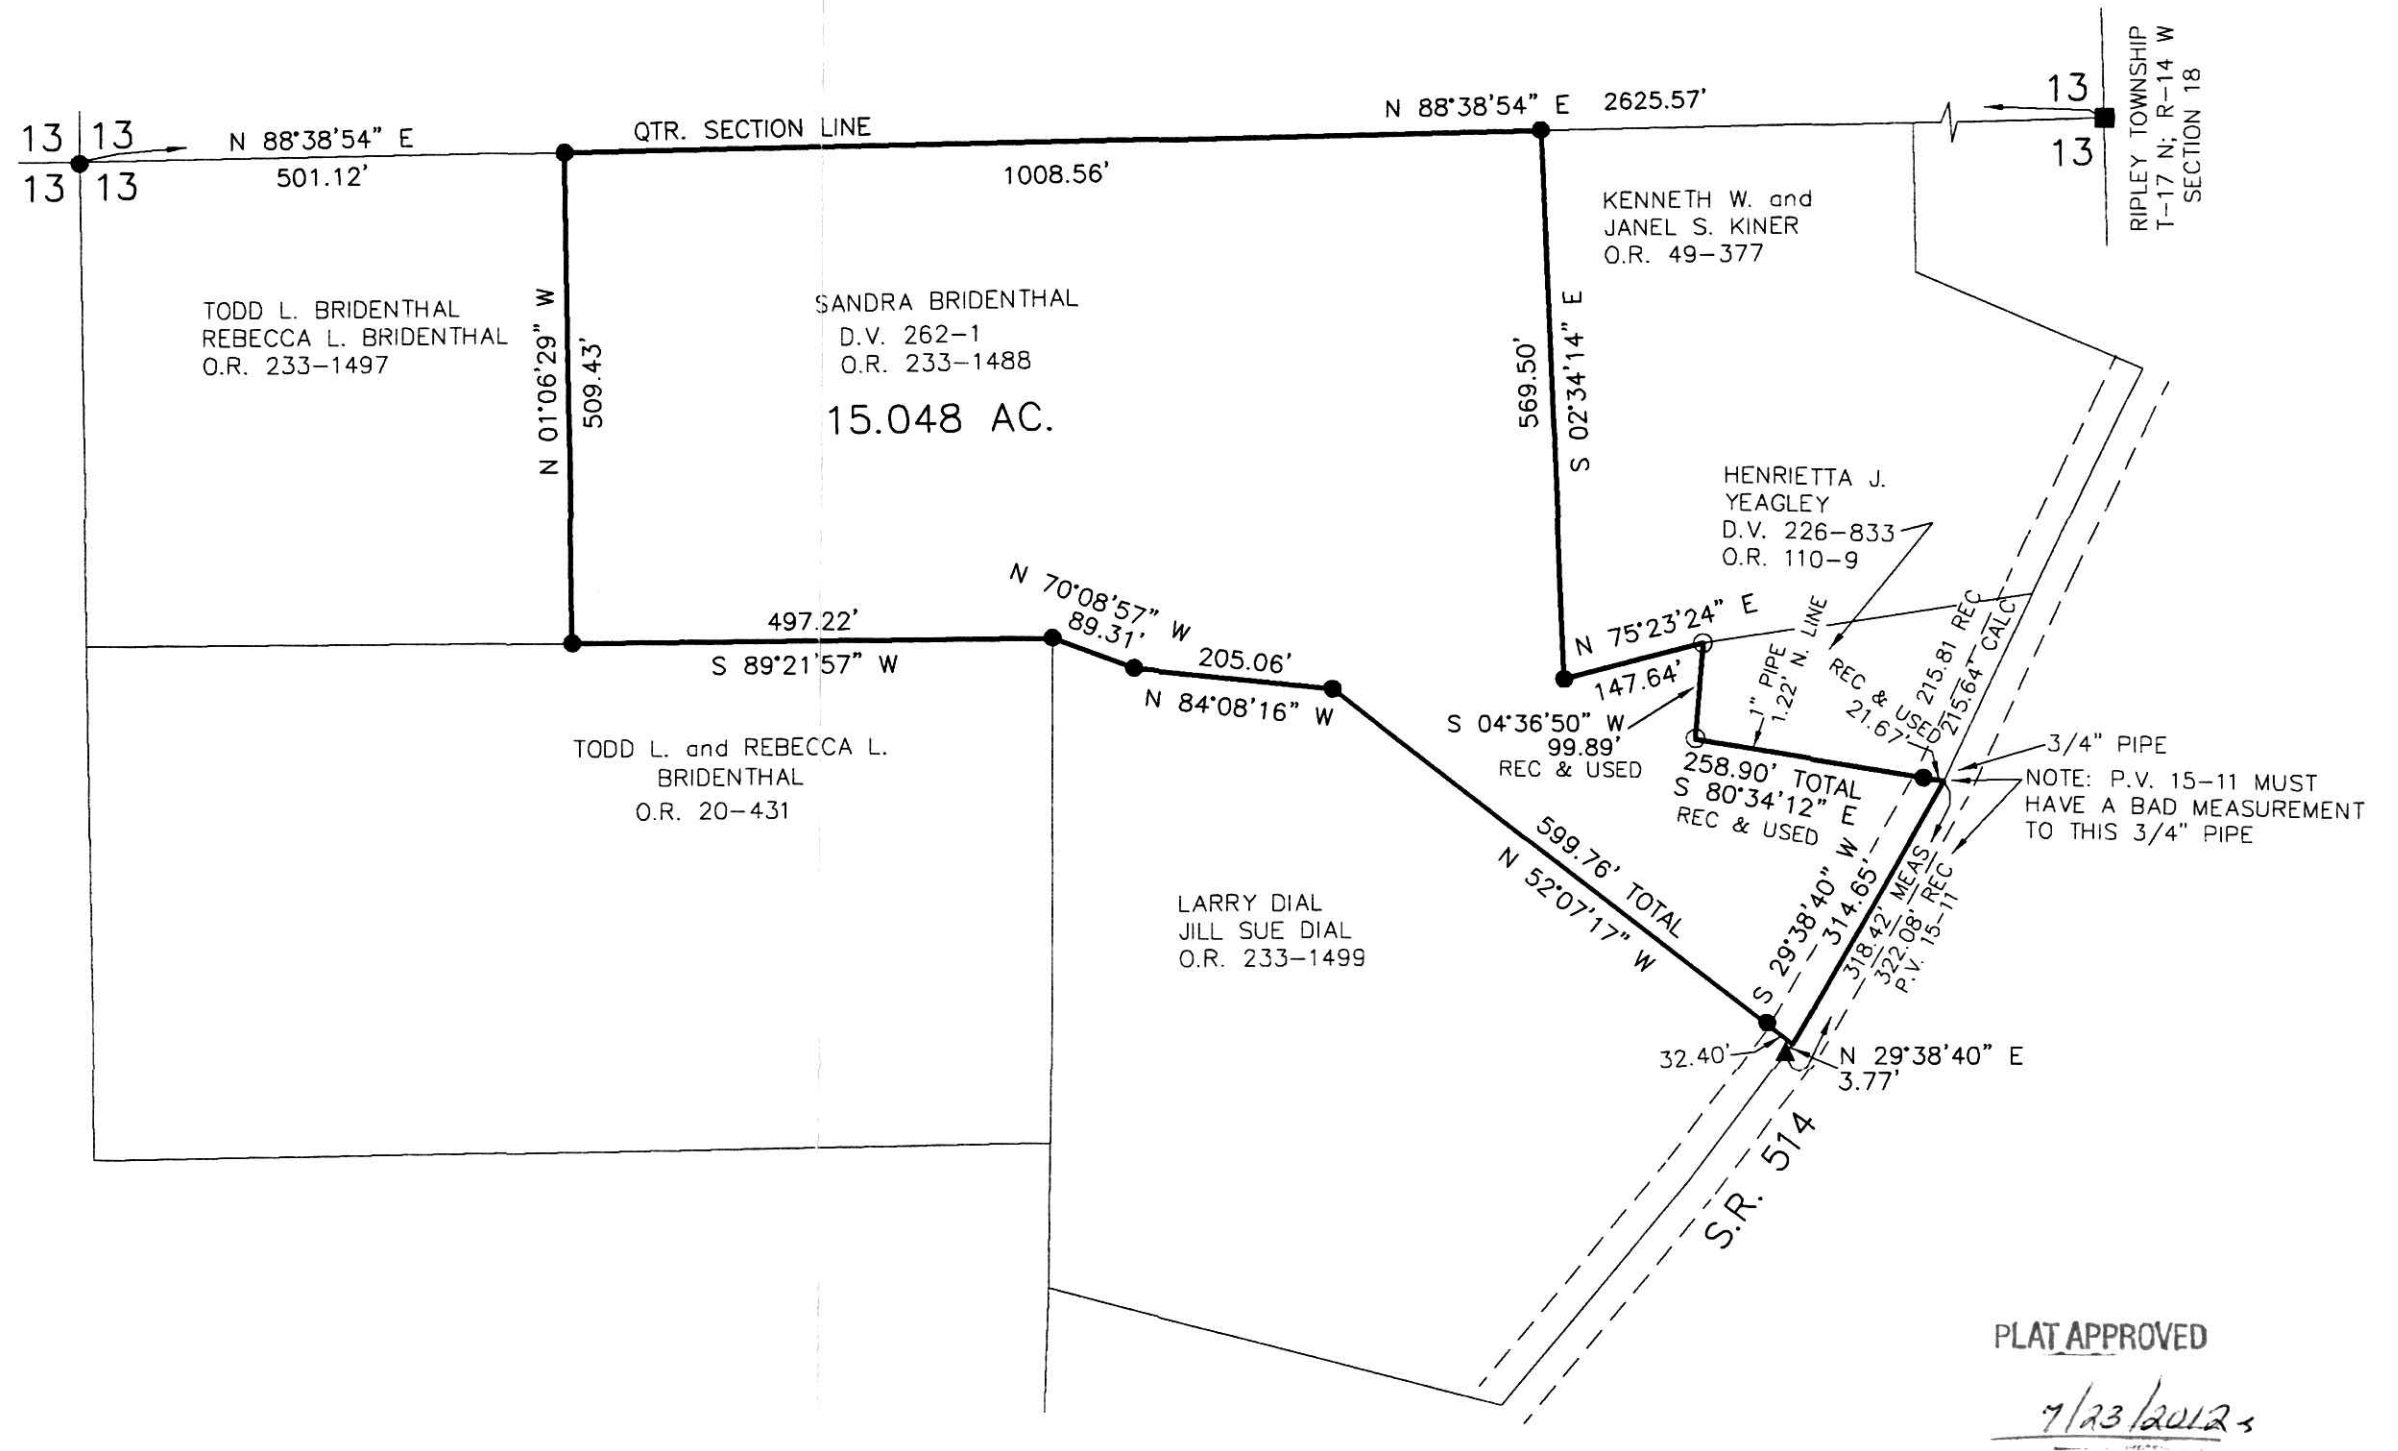 13 13
13 13
N 88°38'54" E
501.12'
QTR. SECTION LINE
1008.56'
N 88°38'54" E 2625.57'
13
13
RIPLEY TOWNSHIP
T-17 N; R-14 W
SECTION 18
TODD L. BRIDENTHAL
REBECCA L. BRIDENTHAL
O.R. 233-1497
N 01°06'29" W
509.43'
SANDRA BRIDENTHAL
D.V. 262-1
O.R. 233-1488
15.048 AC.
569.50'
S 02°34'14" E
KENNETH W. and
JANEL S. KINER
O.R. 49-377
HENRIETTA J.
YEAGLEY
D.V. 226-833
O.R. 110-9
497.22'
S 89°21'57" W
N 70°08'57" W
89.31'
205.06'
N 84°08'16" W
N 75°23'24" E
147.64'
1" PIPE
1.22' N. LINE
REC & USED
21.67'
215.81 REC
215.64' CALC
S 04°36'50" W
99.89'
REC & USED
258.90' TOTAL
S 80°34'12" E
REC & USED
3/4" PIPE
NOTE: P.V. 15-11 MUST
HAVE A BAD MEASUREMENT
TO THIS 3/4" PIPE
TODD L. and REBECCA L.
BRIDENTHAL
O.R. 20-431
599.76' TOTAL
N 52°07'17" W
LARRY DIAL
JILL SUE DIAL
O.R. 233-1499
S 29°38'40" W
314.65'
318.42' MEAS
322.08' REC
P.V. 15-11
32.40'
N 29°38'40" E
3.77'
S.R. 514
PLAT APPROVED
7/23/2012